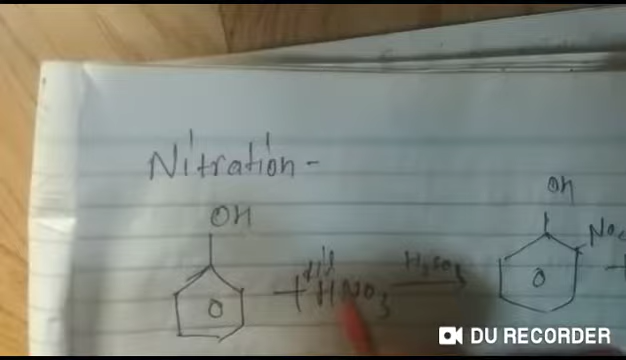 Nitration -
OH
OH
NO
+ dil HNO3
H2SO4
DU RECORDER